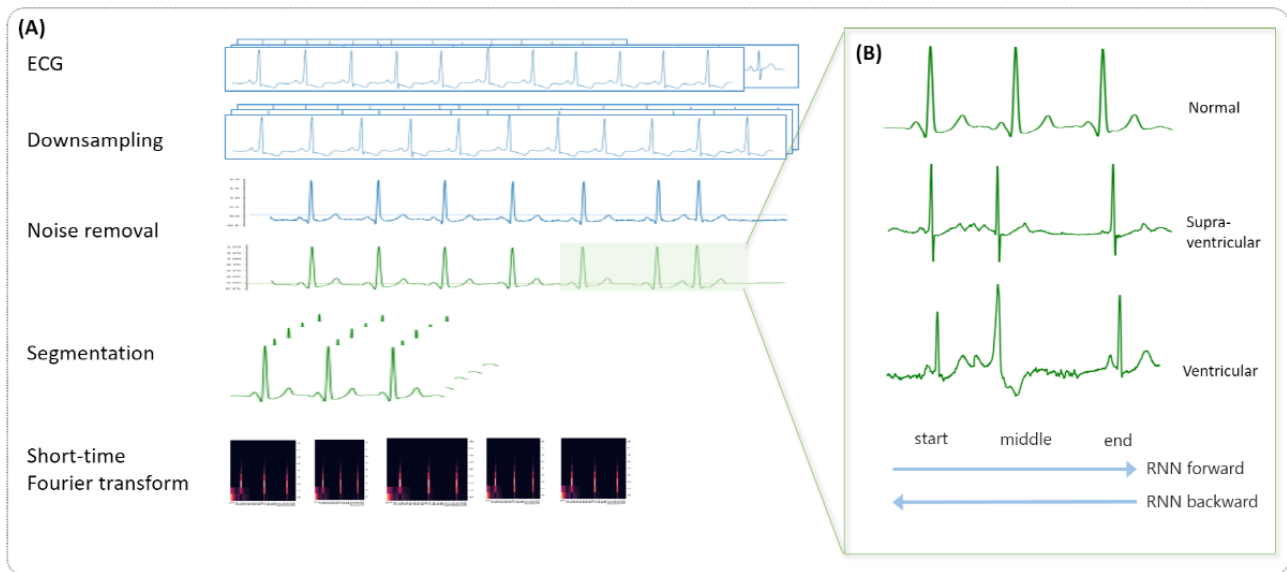 (A)
ECG
Downsampling
Noise removal
Segmentation
Short-time
Fourier transform
(B)
Normal
Supra-
ventricular
Ventricular
start middle end
RNN forward
RNN backward